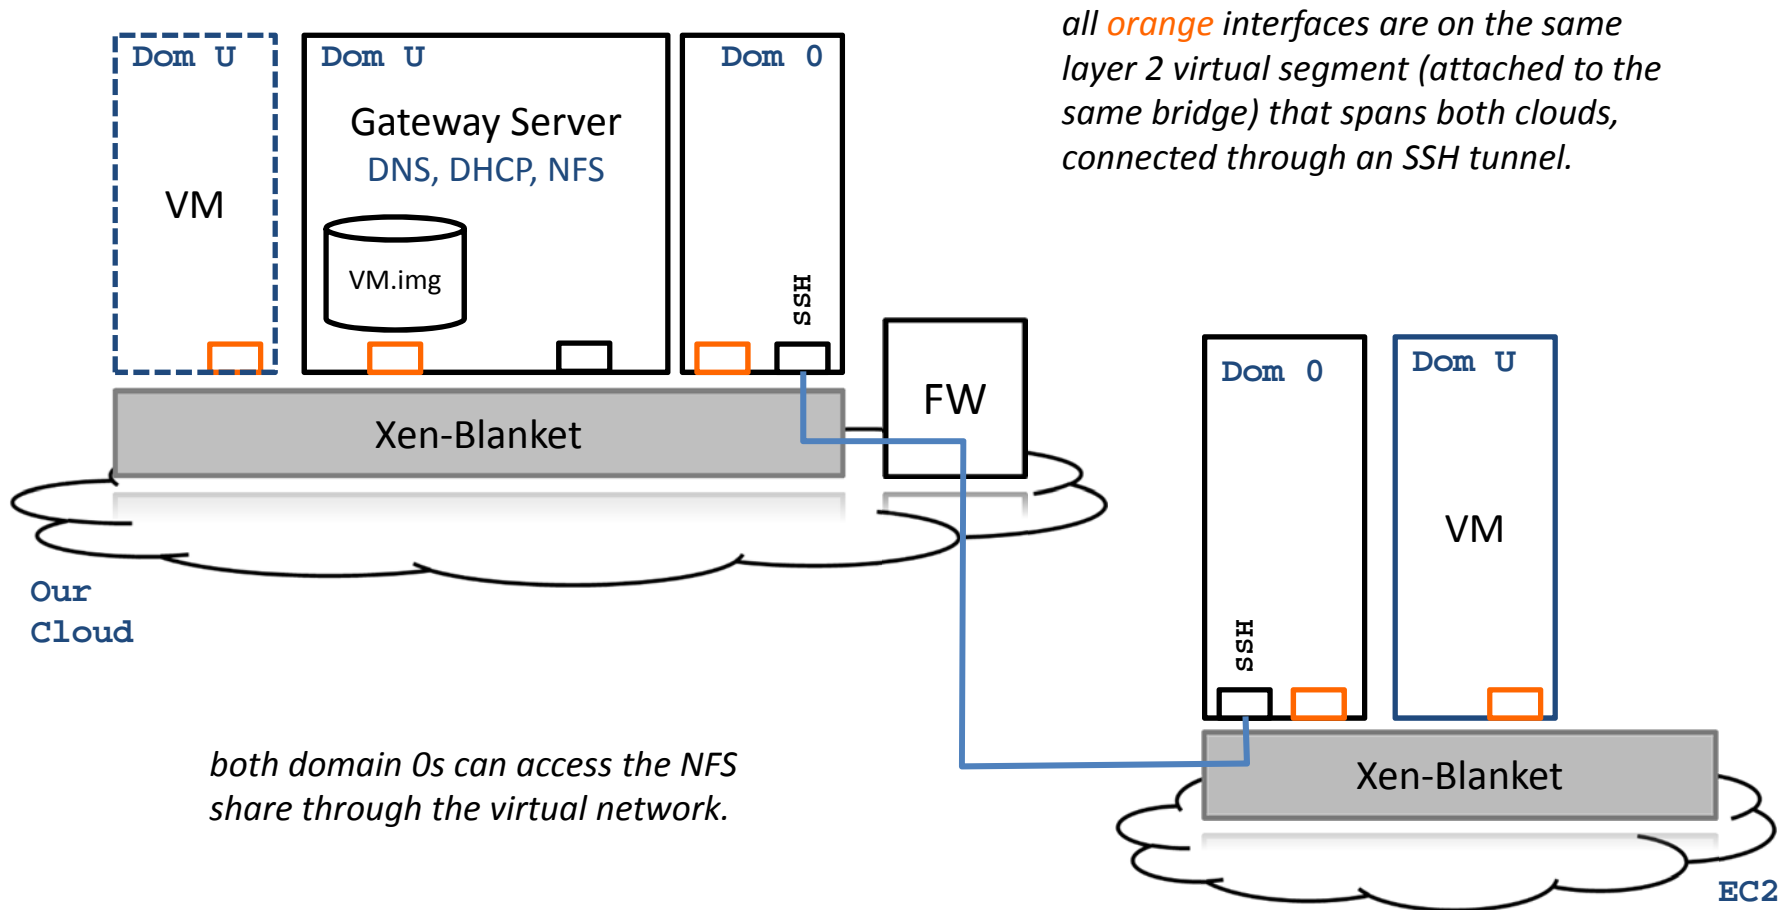 all orange interfaces are on the same
layer 2 virtual segment (attached to the
same bridge) that spans both clouds,
connected through an SSH tunnel.
Dom U
VM
Dom U
Gateway Server
DNS, DHCP, NFS
VM.img
Dom 0
SSH
FW
Xen-Blanket
Our
Cloud
Dom 0
SSH
Dom U
VM
Xen-Blanket
EC2
both domain 0s can access the NFS
share through the virtual network.